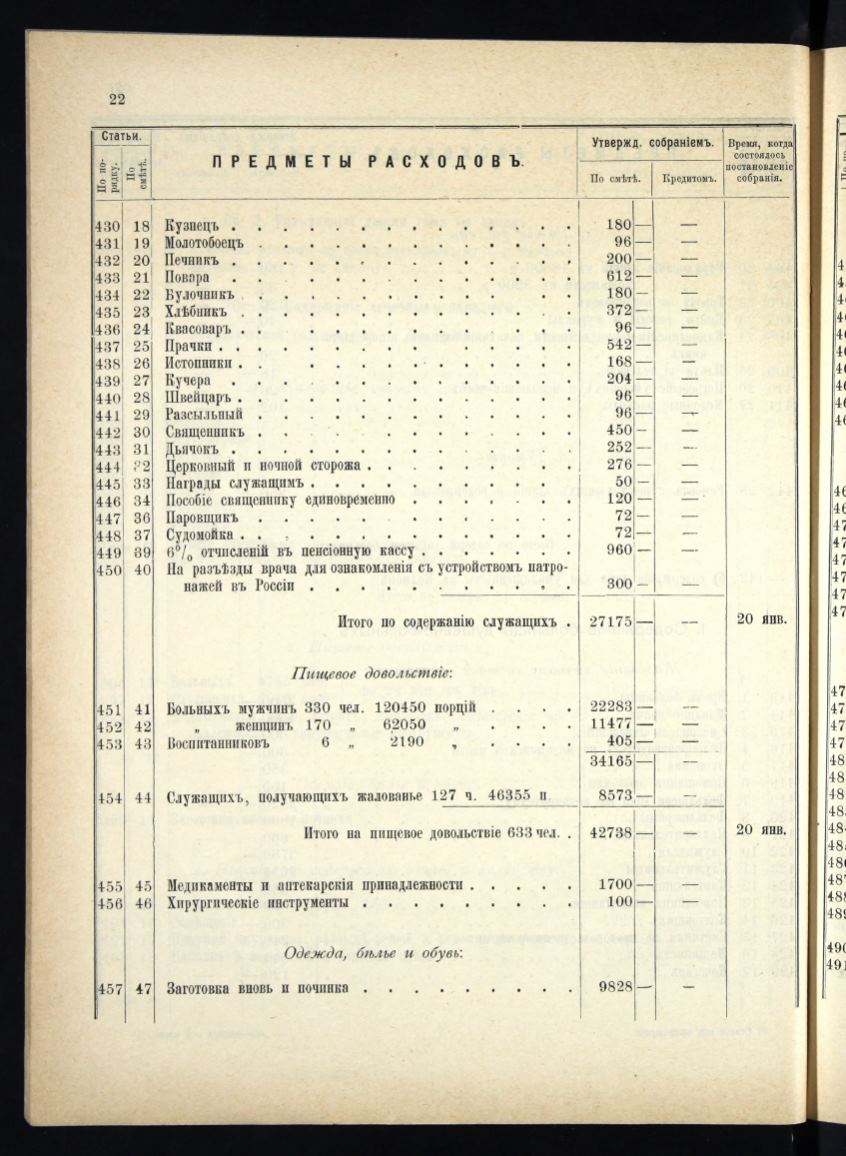 22
Статьи.
По по-
рядку.
По
смѣтѣ.
ПРЕДМЕТЫ РАСХОДОВЪ.
Утвержд. собраніемъ.
По смѣтѣ.
Кредитомъ.
Время, когда
состоялось
постановленіе
собранія.
430 18 Кузнецъ . . . . . . . . . . . . . . 180 — —
431 19 Молотобоецъ . . . . . . . . . . . . . 96 — —
432 20 Печникъ . . . . . . . . . . . . . . 200 — —
433 21 Повара . . . . . . . . . . . . . . 612 — —
434 22 Булочникъ . . . . . . . . . . . . . 180 — —
435 23 Хлѣбникъ . . . . . . . . . . . . . 372 — —
436 24 Квасоваръ . . . . . . . . . . . . . 96 — —
437 25 Прачки . . . . . . . . . . . . . . 542 — —
438 26 Истопники . . . . . . . . . . . . . 168 — —
439 27 Кучера . . . . . . . . . . . . . . 204 — —
440 28 Швейцаръ . . . . . . . . . . . . . 96 — —
441 29 Разсыльный . . . . . . . . . . . . . 96 — —
442 30 Священникъ . . . . . . . . . . . . . 450 — —
443 31 Дьячокъ . . . . . . . . . . . . . . 252 — —
444 32 Церковный и ночной сторожа . . . . . . . . 276 — —
445 33 Награды служащимъ . . . . . . . . . . . 50 — —
446 34 Пособіе священнику единовременно . . . . . . . 120 — —
447 36 Паровщикъ . . . . . . . . . . . . . 72 — —
448 37 Судомойка . . . . . . . . . . . . . 72 — —
449 39 6% отчисленій въ пенсіонную кассу . . . . . . 960 — —
450 40 На разъѣзды врача для ознакомленія съ устройствомъ патро-
нажей въ Россіи . . . . . . . . . . . 300 — —
Итого по содержанію служащихъ . 27175 — — 20 янв.
Пищевое довольствіе:
451 41 Больныхъ мужчинъ 330 чел. 120450 порцій . . . . 22283 — —
452 42 „ женщинъ 170 „ 62050 „ . . . . 11477 — —
453 43 Воспитанниковъ 6 „ 2190 „ . . . . 405 — —
34165 — —
454 44 Служащихъ, получающихъ жалованье 127 ч. 46355 п. 8573 — —
Итого на пищевое довольствіе 633 чел. . 42738 — — 20 янв.
455 45 Медикаменты и аптекарскія принадлежности . . . . . 1700 — —
456 46 Хирургическіе инструменты . . . . . . . . . 100 — —
Одежда, бѣлье и обувь:
457 47 Заготовка вновь и починка . . . . . . . . . 9828 — —